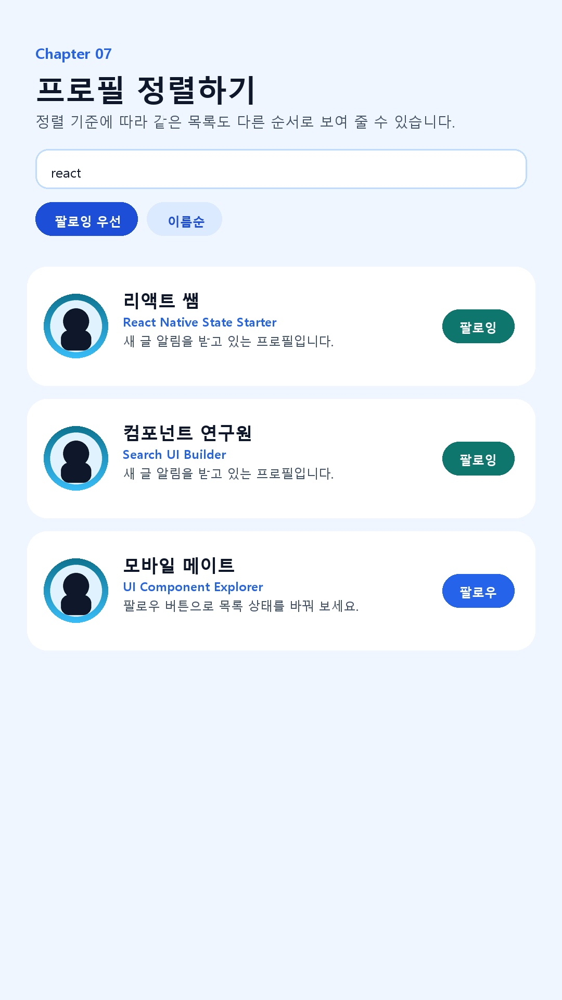 Chapter 07
프로필 정렬하기
정렬 기준에 따라 같은 목록도 다른 순서로 보여 줄 수 있습니다.
react
팔로잉 우선
이름순
리액트 쌤
React Native State Starter
새 글 알림을 받고 있는 프로필입니다.
팔로잉
컴포넌트 연구원
Search UI Builder
새 글 알림을 받고 있는 프로필입니다.
팔로잉
모바일 메이트
UI Component Explorer
팔로우 버튼으로 목록 상태를 바꿔 보세요.
팔로우